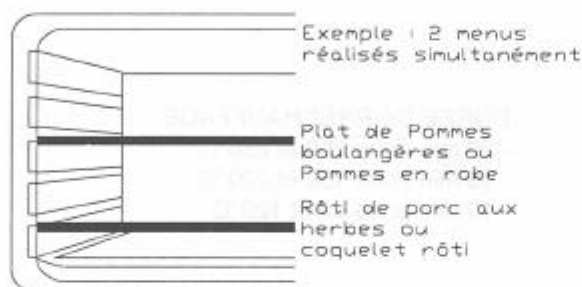 Exemple : 2 menus
réalisés simultanément
Plat de Pommes
boulangères ou
Pommes en robe
Rôti de porc aux
herbes ou
coquelet rôti